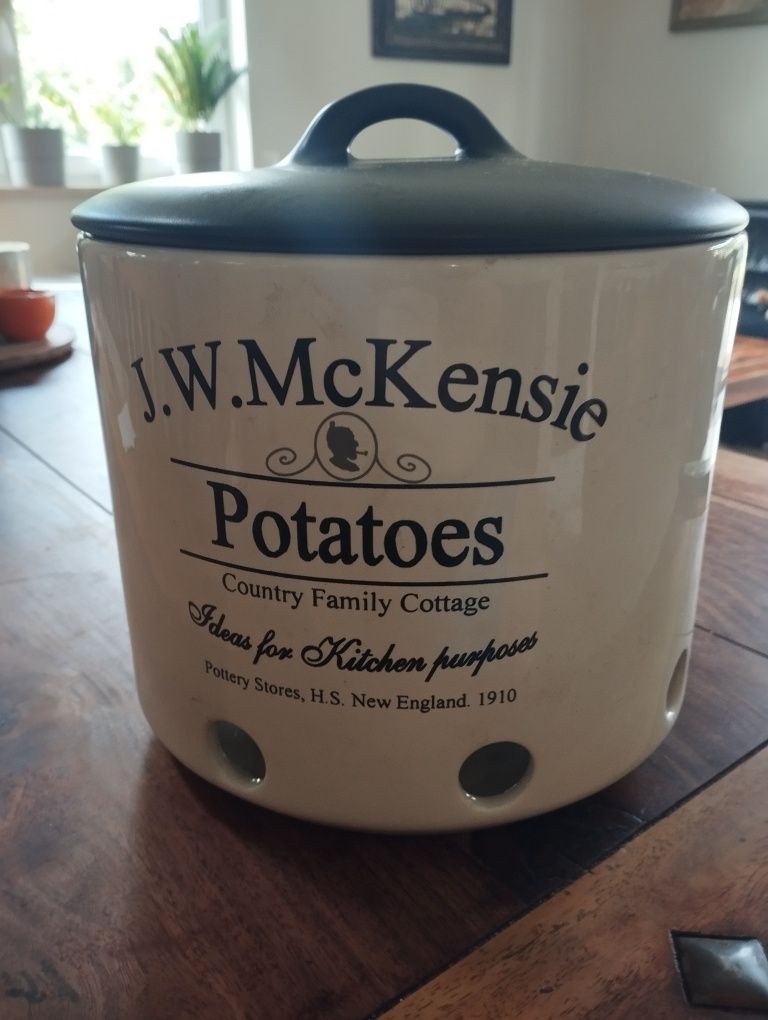 J.W.McKensie
Potatoes
Country Family Cottage
Ideas for Kitchen purposes
Pottery Stores, H.S. New England. 1910